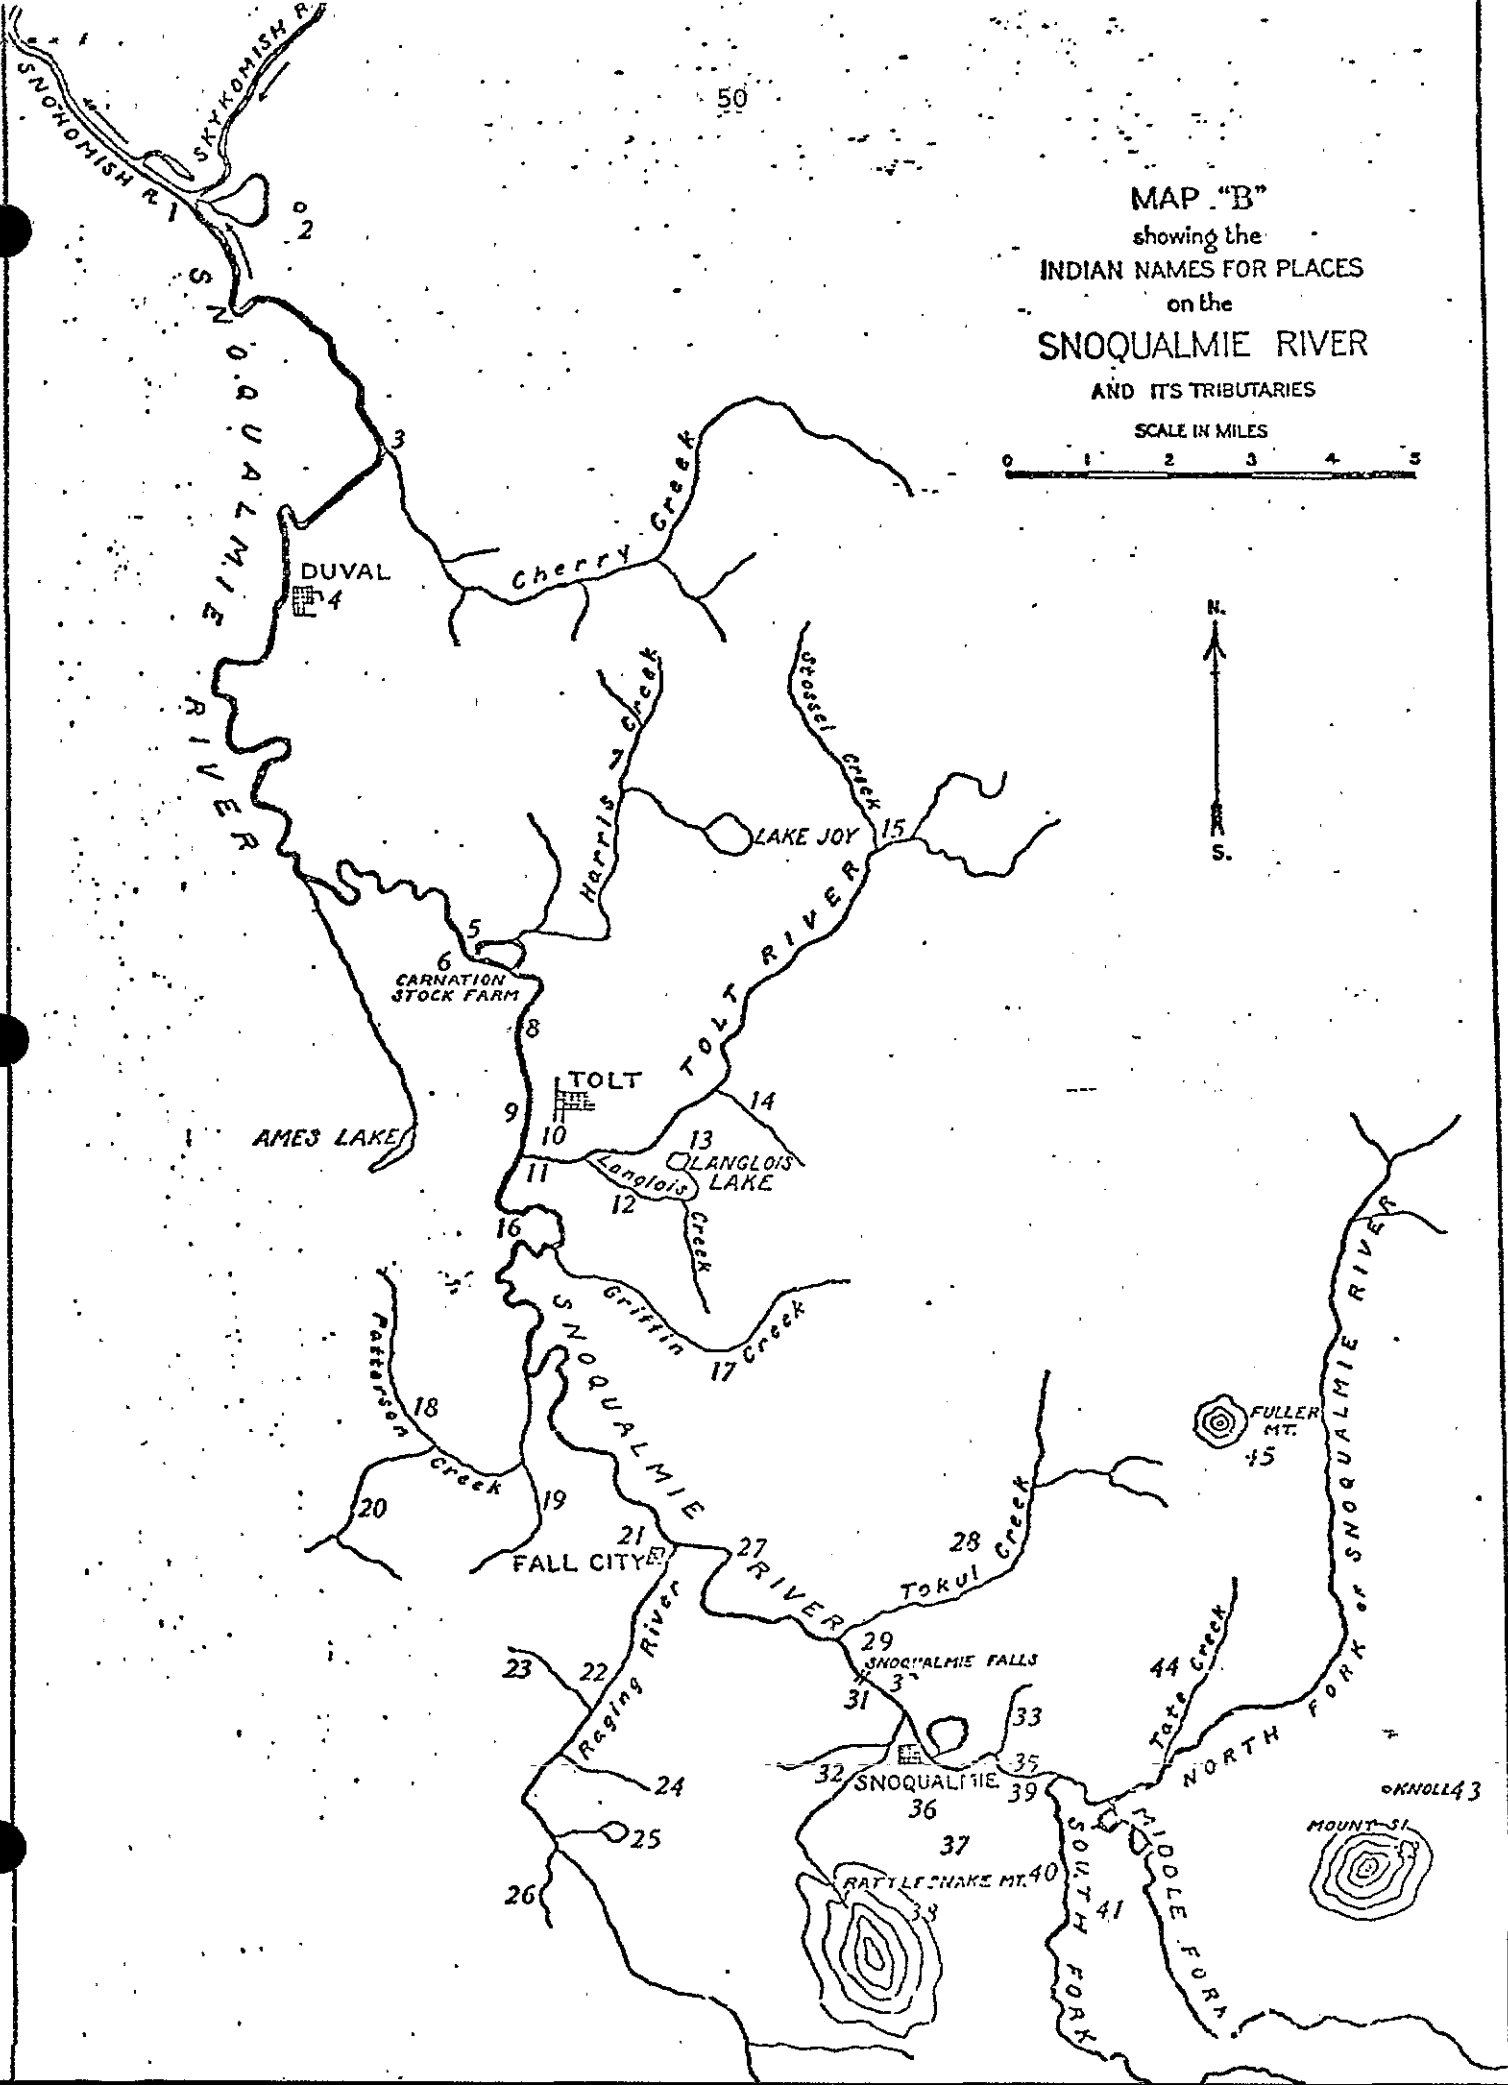 50
SKYKOMISH R.
SNOHOMISH R.
1
2
MAP "B"
showing the
INDIAN NAMES FOR PLACES
on the
SNOQUALMIE RIVER
AND ITS TRIBUTARIES
SCALE IN MILES
0 1 2 3 4 5
SNOQUALMIE RIVER
3
Cherry Creek
DUVAL
4
N.
S.
Harris Creek
7
Stossel Creek
LAKE JOY
15
TOLT RIVER
5
6
CARNATION
STOCK FARM
8
TOLT
9
10
11
14
13
AMES LAKE
LANGLOIS
LAKE
Langlois Creek
12
16
Griffin Creek
17
Patterson Creek
18
19
20
SNOQUALMIE RIVER
21
FALL CITY
27
28
Tokul Creek
FULLER
MT.
45
NORTH FORK OF SNOQUALMIE RIVER
Raging River
22
23
24
25
26
29
SNOQUALMIE FALLS
31
33
44
Tate Creek
32
SNOQUALMIE
35
39
36
37
RATTLESNAKE MT.
40
38
41
SOUTH FORK
MIDDLE FORK
KNOLL 43
MOUNT SI